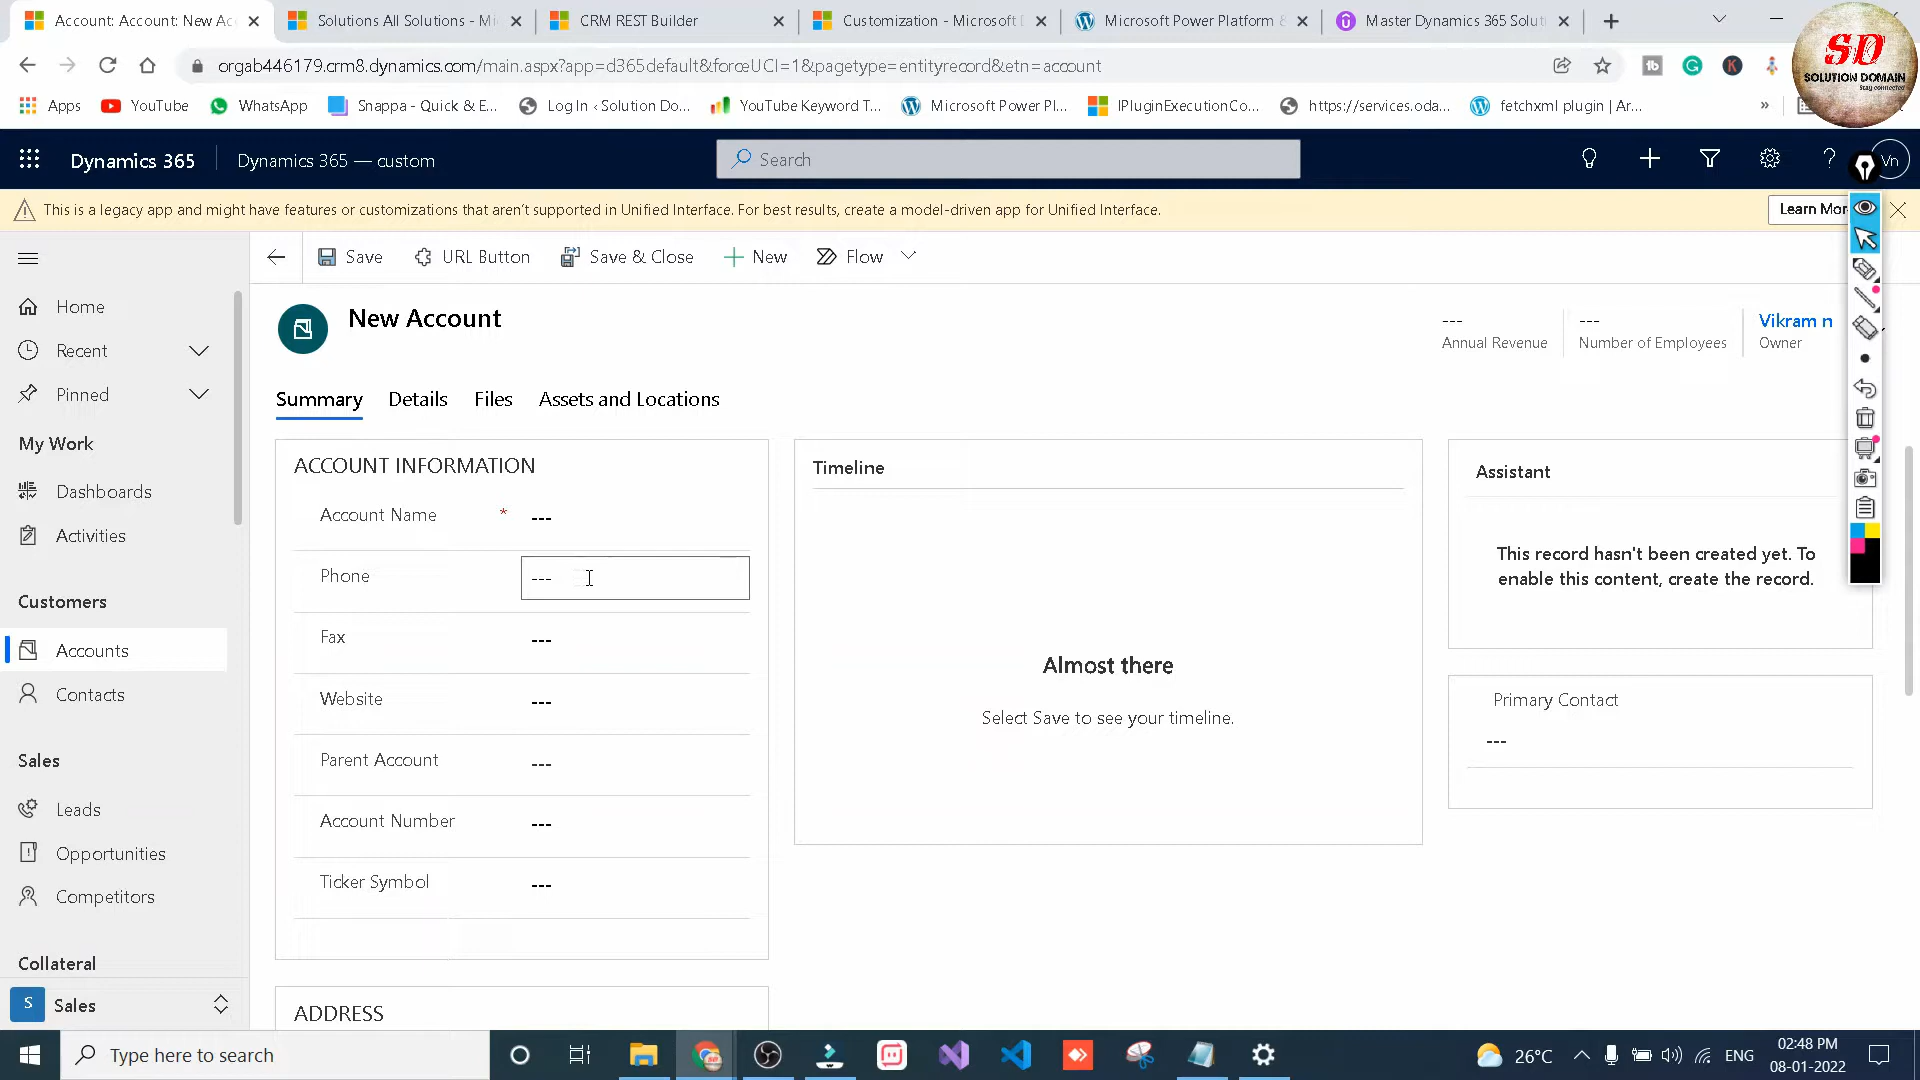 Account: Account: New Ac
Solutions All Solutions - Mi
CRM REST Builder
Customization - Microsoft D
Microsoft Power Platform &
Master Dynamics 365 Soluti
orgab446179.crm8.dynamics.com/main.aspx?app=d365default&forceUCI=1&pagetype=entityrecord&etn=account
SD
SOLUTION DOMAIN
Stay connected
Apps
YouTube
WhatsApp
Snappa - Quick & E...
Log In ‹ Solution Do...
YouTube Keyword T...
Microsoft Power Pl...
IPluginExecutionCo...
https://services.oda...
fetchxml plugin | Ar...
»
Dynamics 365
Dynamics 365 — custom
Search
Vn
This is a legacy app and might have features or customizations that aren't supported in Unified Interface. For best results, create a model-driven app for Unified Interface.
Learn Mor
Save
URL Button
Save & Close
New
Flow
Home
Recent
Pinned
My Work
Dashboards
Activities
Customers
Accounts
Contacts
Sales
Leads
Opportunities
Competitors
Collateral
S
Sales
New Account
---
Annual Revenue
---
Number of Employees
Vikram n
Owner
Summary
Details
Files
Assets and Locations
ACCOUNT INFORMATION
Account Name * ---
Phone ---
Fax ---
Website ---
Parent Account ---
Account Number ---
Ticker Symbol ---
ADDRESS
Timeline
Almost there
Select Save to see your timeline.
Assistant
This record hasn't been created yet. To
enable this content, create the record.
Primary Contact
---
Type here to search
26°C
ENG
02:48 PM
08-01-2022